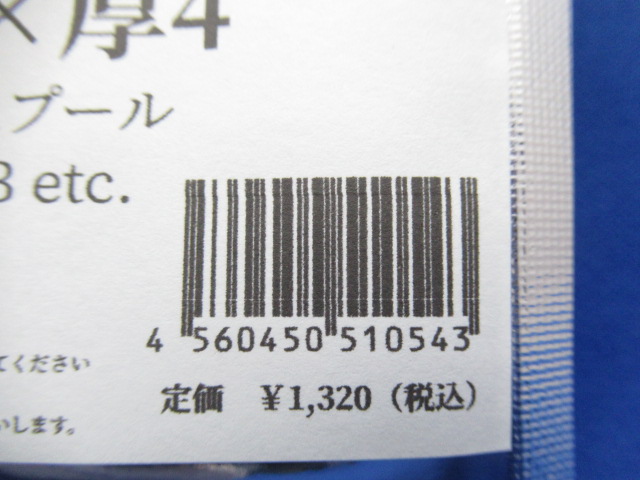 ×厚4
プール
8 etc.
4 560450 510543
てください
定価 ¥1,320（税込）
いします。